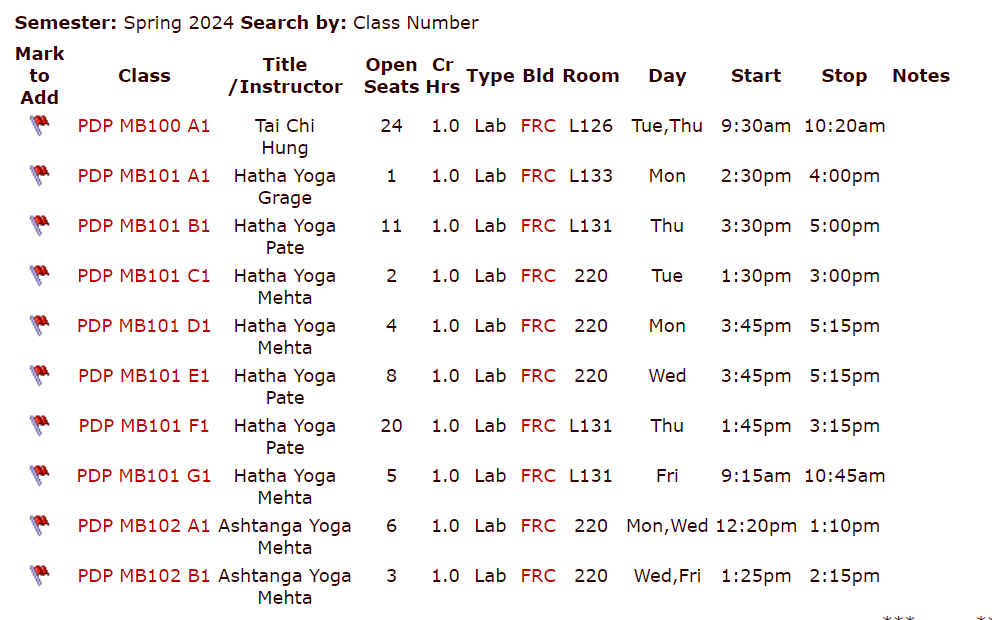 Semester: Spring 2024 Search by: Class Number
Mark to Add Class Title /Instructor Open Seats Cr Hrs Type Bld Room Day Start Stop Notes
PDP MB100 A1 Tai Chi 24 1.0 Lab FRC L126 Tue,Thu 9:30am 10:20am
Hung
PDP MB101 A1 Hatha Yoga 1 1.0 Lab FRC L133 Mon 2:30pm 4:00pm
Grage
PDP MB101 B1 Hatha Yoga 11 1.0 Lab FRC L131 Thu 3:30pm 5:00pm
Pate
PDP MB101 C1 Hatha Yoga 2 1.0 Lab FRC 220 Tue 1:30pm 3:00pm
Mehta
PDP MB101 D1 Hatha Yoga 4 1.0 Lab FRC 220 Mon 3:45pm 5:15pm
Mehta
PDP MB101 E1 Hatha Yoga 8 1.0 Lab FRC 220 Wed 3:45pm 5:15pm
Pate
PDP MB101 F1 Hatha Yoga 20 1.0 Lab FRC L131 Thu 1:45pm 3:15pm
Pate
PDP MB101 G1 Hatha Yoga 5 1.0 Lab FRC L131 Fri 9:15am 10:45am
Mehta
PDP MB102 A1 Ashtanga Yoga 6 1.0 Lab FRC 220 Mon,Wed 12:20pm 1:10pm
Mehta
PDP MB102 B1 Ashtanga Yoga 3 1.0 Lab FRC 220 Wed,Fri 1:25pm 2:15pm
Mehta